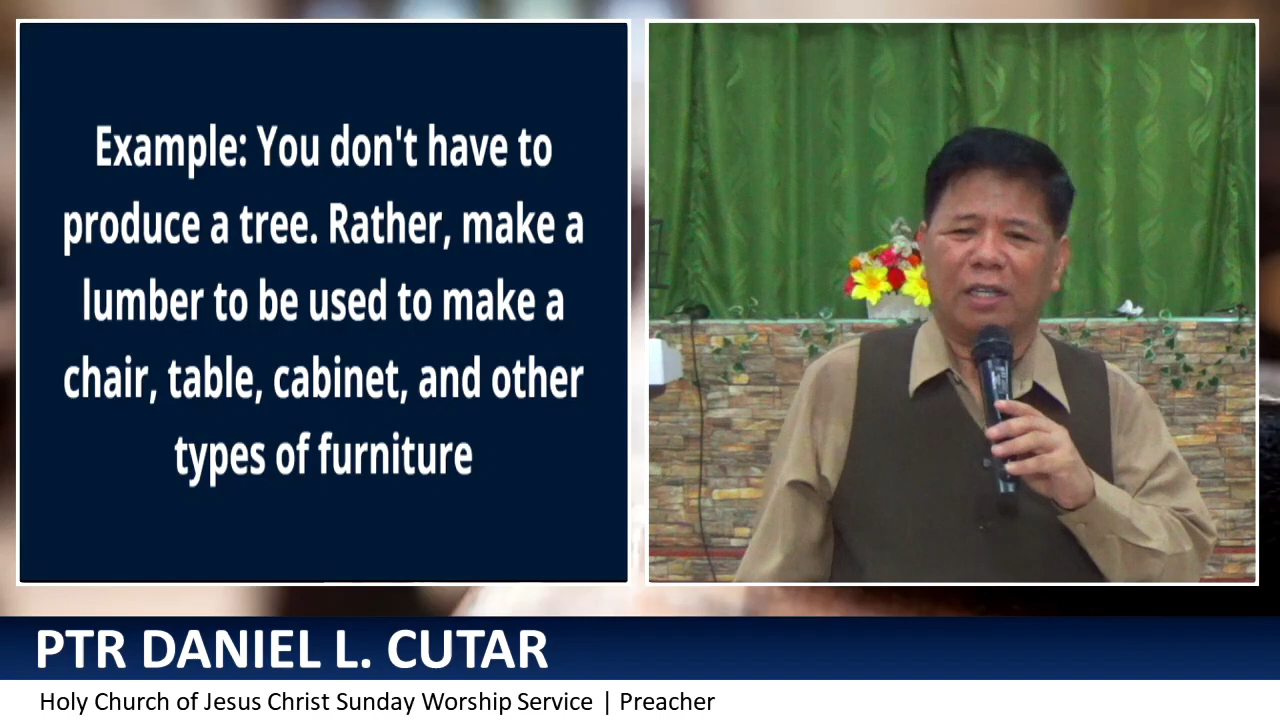 Example: You don't have to
produce a tree. Rather, make a
lumber to be used to make a
chair, table, cabinet, and other
types of furniture
PTR DANIEL L. CUTAR
Holy Church of Jesus Christ Sunday Worship Service | Preacher